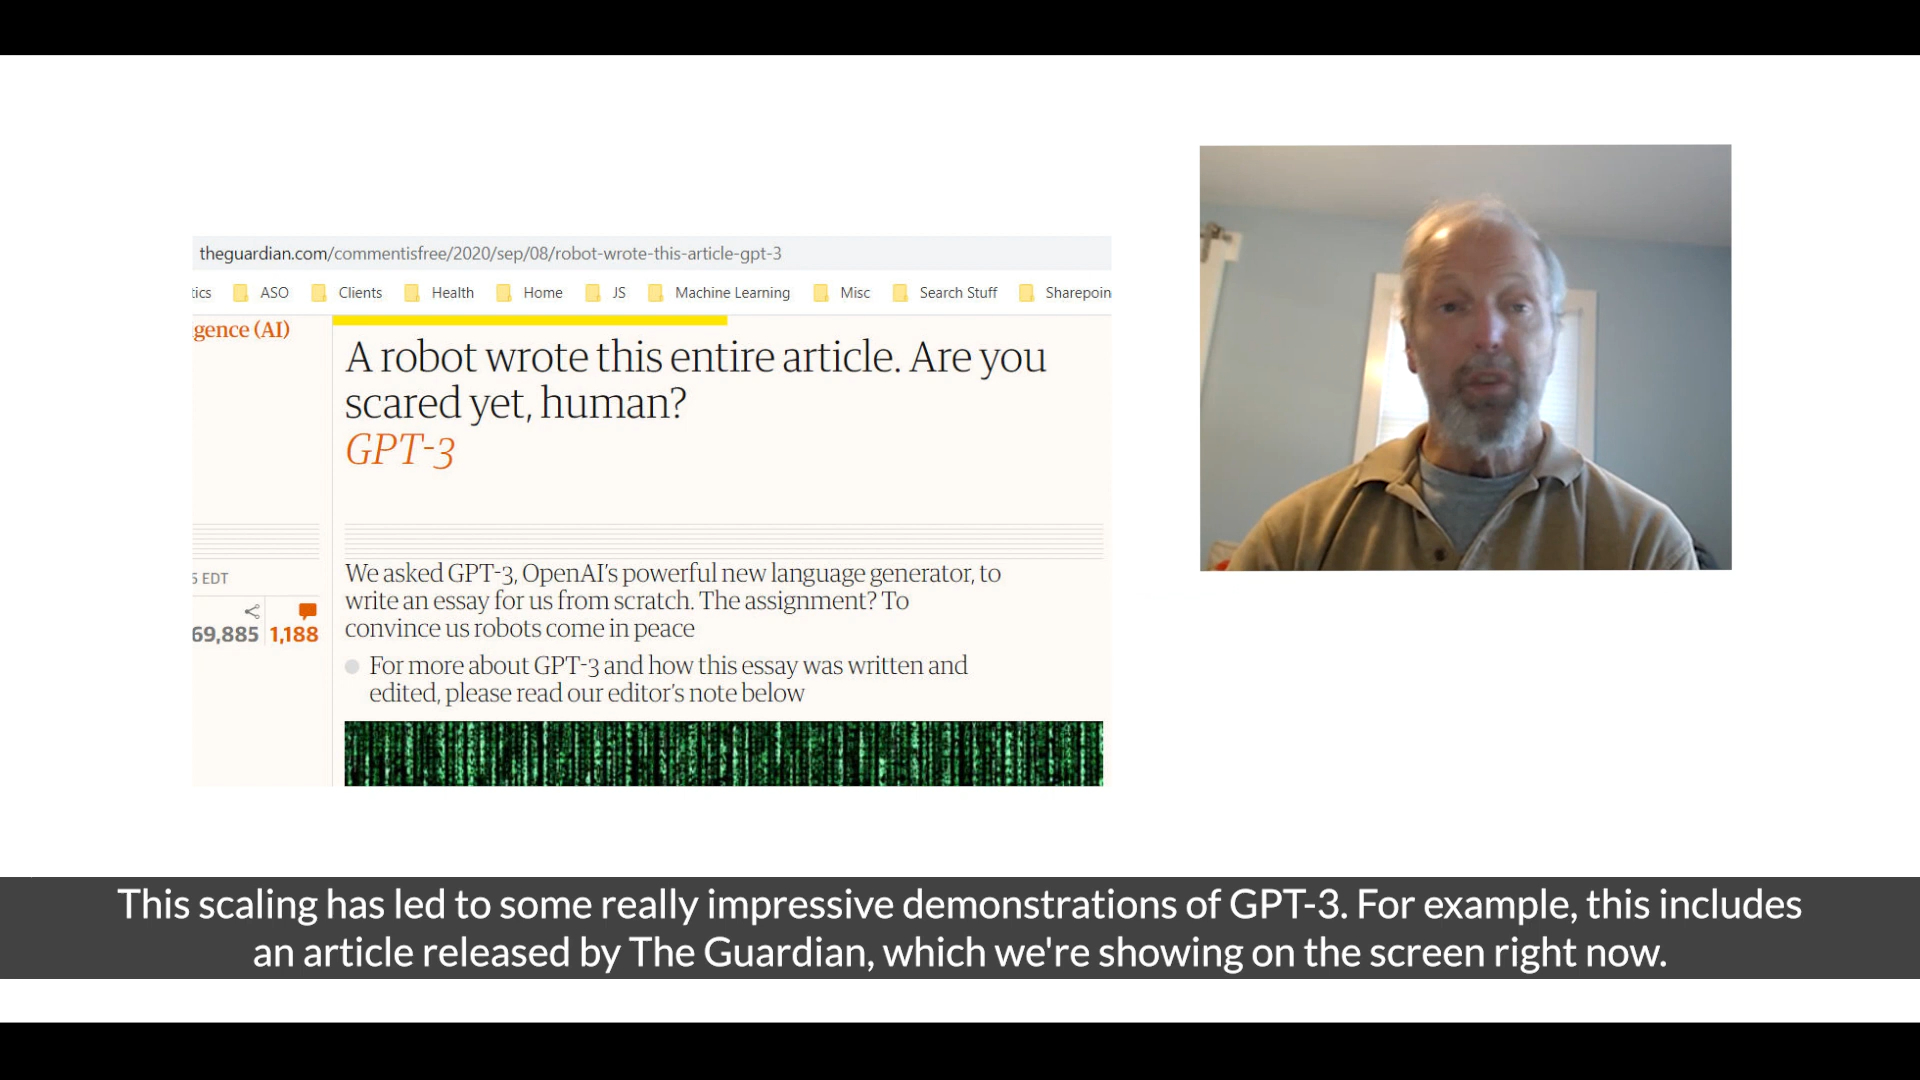 theguardian.com/commentisfree/2020/sep/08/robot-wrote-this-article-gpt-3
tics ASO Clients Health Home JS Machine Learning Misc Search Stuff Sharepoin
gence (AI)
A robot wrote this entire article. Are you
scared yet, human?
GPT-3
5 EDT
69,885 1,188
We asked GPT-3, OpenAI's powerful new language generator, to
write an essay for us from scratch. The assignment? To
convince us robots come in peace
For more about GPT-3 and how this essay was written and
edited, please read our editor's note below
This scaling has led to some really impressive demonstrations of GPT-3. For example, this includes
an article released by The Guardian, which we're showing on the screen right now.